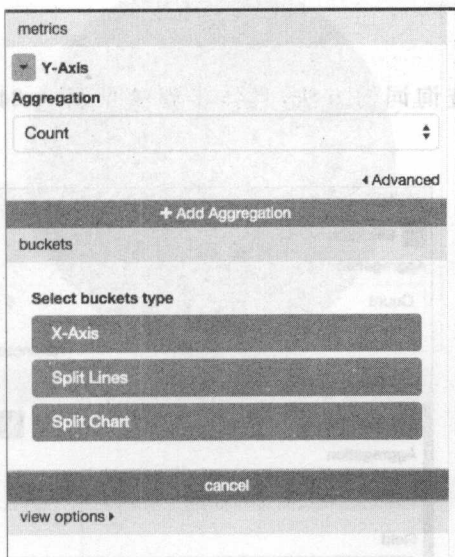 metrics
Y-Axis
Aggregation
Count
Advanced
+ Add Aggregation
buckets
Select buckets type
X-Axis
Split Lines
Split Chart
cancel
view options